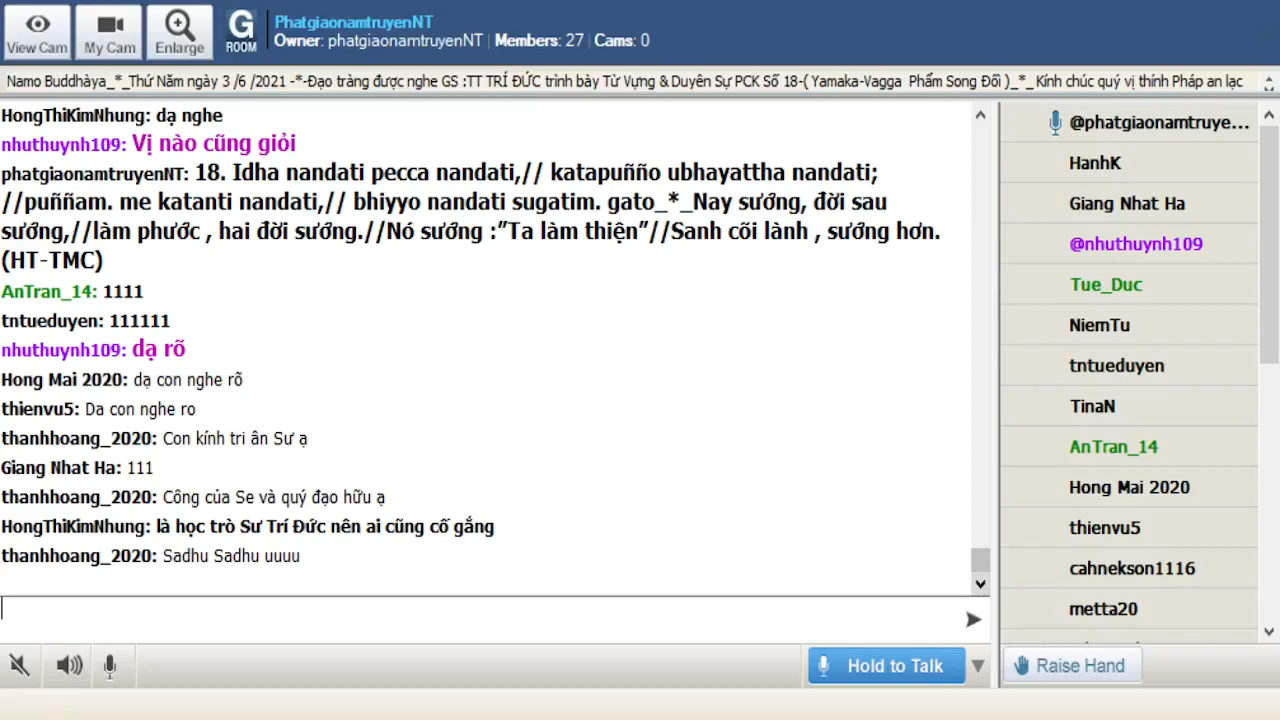 View Cam
My Cam
Enlarge
G
ROOM
PhatgiaonamtruyenNT
Owner: phatgiaonamtruyenNT | Members: 27 | Cams: 0
Namo Buddhàya_*_Thứ Năm ngày 3 /6 /2021 -*-Đạo tràng được nghe GS :TT TRÍ ĐỨC trình bày Từ Vựng & Duyên Sự PCK Số 18-( Yamaka-Vagga Phẩm Song Đối )_*_ Kính chúc quý vị thính Pháp an lạc
HongThiKimNhung: dạ nghe
nhuthuynh109: Vị nào cũng giỏi
phatgiaonamtruyenNT: 18. Idha nandati pecca nandati,// katapuñño ubhayattha nandati;
//puññam. me katanti nandati,// bhiyyo nandati sugatim. gato_*_Nay sướng, đời sau
sướng,//làm phước , hai đời sướng.//Nó sướng :”Ta làm thiện”//Sanh cõi lành , sướng hơn.
(HT-TMC)
AnTran_14: 1111
tntueduyen: 111111
nhuthuynh109: dạ rõ
Hong Mai 2020: dạ con nghe rõ
thienvu5: Da con nghe ro
thanhhoang_2020: Con kính tri ân Sư ạ
Giang Nhat Ha: 111
thanhhoang_2020: Công của Se và quý đạo hữu ạ
HongThiKimNhung: là học trò Sư Trí Đức nên ai cũng cố gắng
thanhhoang_2020: Sadhu Sadhu uuuu
@phatgiaonamtruye...
HanhK
Giang Nhat Ha
@nhuthuynh109
Tue_Duc
NiemTu
tntueduyen
TinaN
AnTran_14
Hong Mai 2020
thienvu5
cahnekson1116
metta20
Hold to Talk
Raise Hand